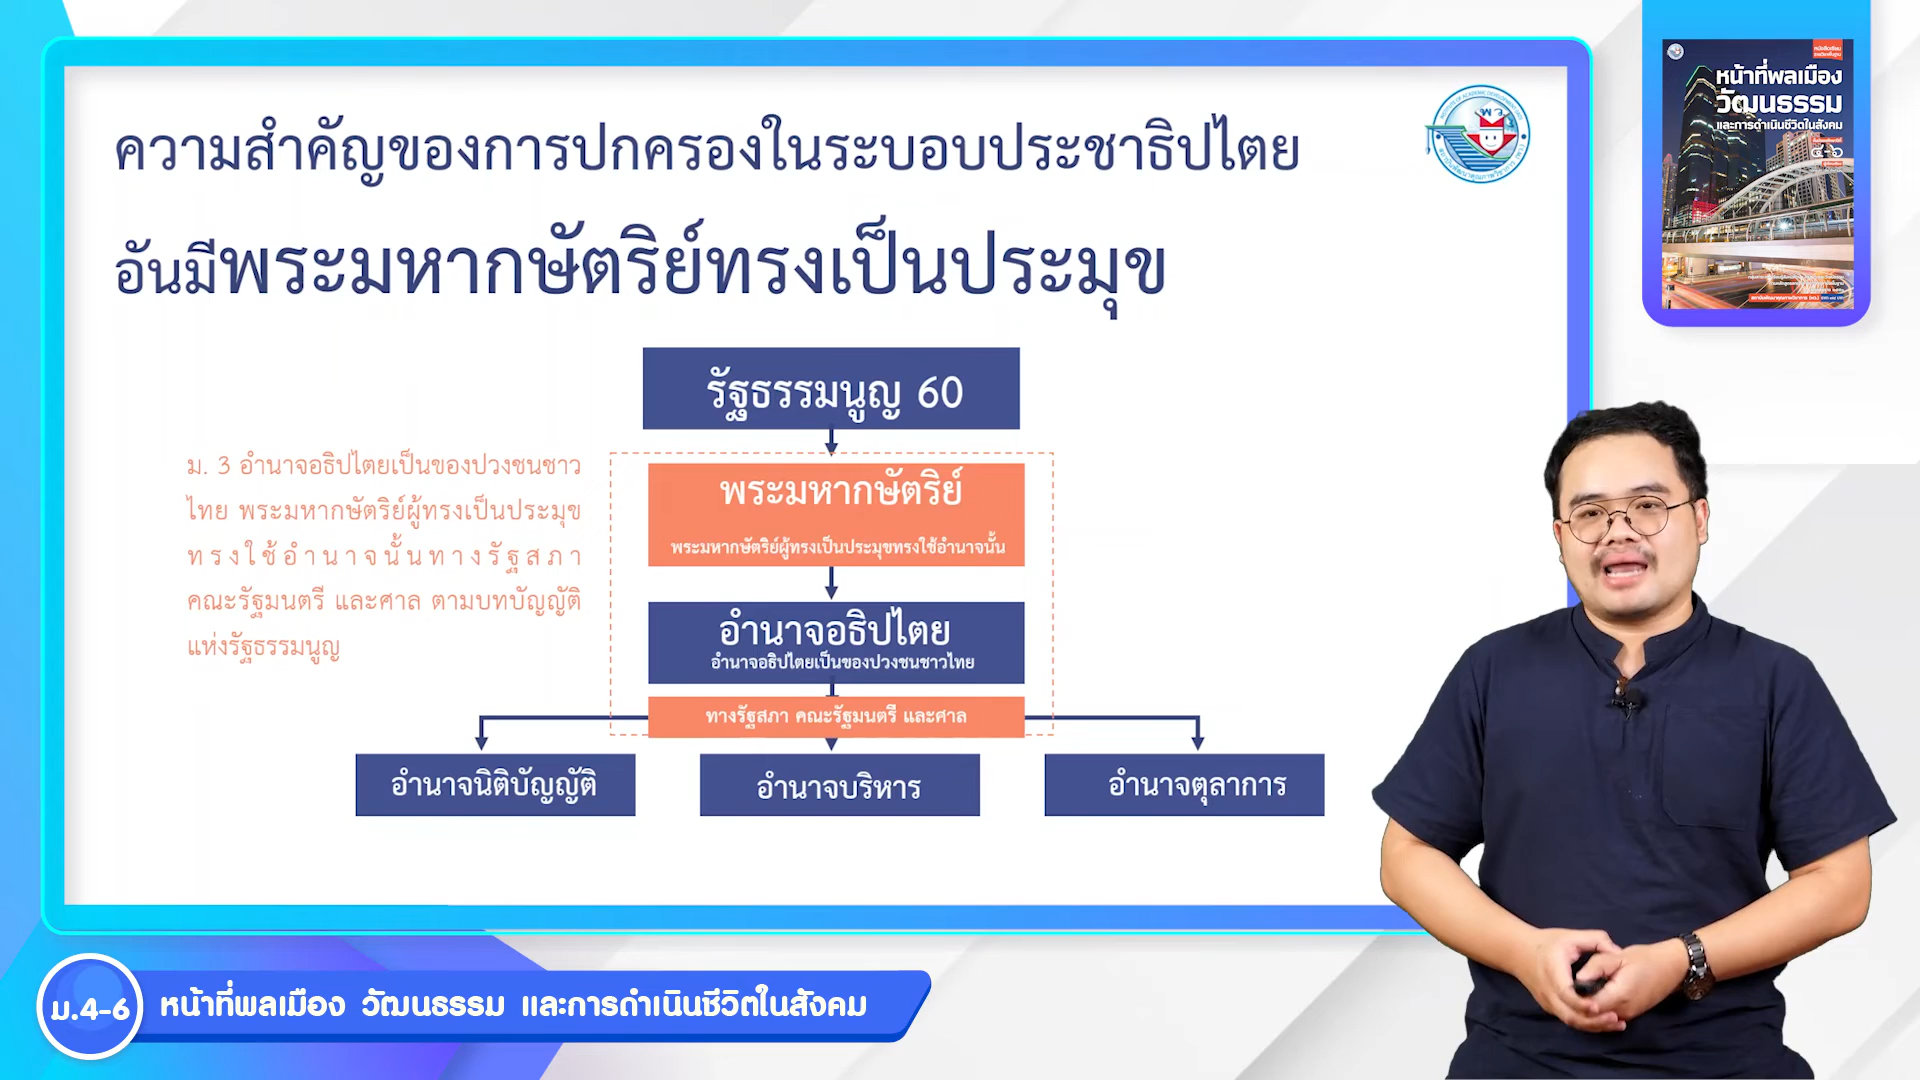 ความสำคัญของการปกครองในระบอบประชาธิปไตย
อันมีพระมหากษัตริย์ทรงเป็นประมุข
รัฐธรรมนูญ 60
ม. 3 อำนาจอธิปไตยเป็นของปวงชนชาว
ไทย พระมหากษัตริย์ผู้ทรงเป็นประมุข
ทรงใช้อำนาจนั้นทางรัฐสภา
คณะรัฐมนตรี และศาล ตามบทบัญญัติ
แห่งรัฐธรรมนูญ
พระมหากษัตริย์
พระมหากษัตริย์ผู้ทรงเป็นประมุขทรงใช้อำนาจนั้น
อำนาจอธิปไตย
อำนาจอธิปไตยเป็นของปวงชนชาวไทย
ทางรัฐสภา คณะรัฐมนตรี และศาล
อำนาจนิติบัญญัติ
อำนาจบริหาร
อำนาจตุลาการ
พว
หน้าที่พลเมือง
วัฒนธรรม
และการดำเนินชีวิตในสังคม
๔-๖
ม.4-6
หน้าที่พลเมือง วัฒนธรรม และการดำเนินชีวิตในสังคม